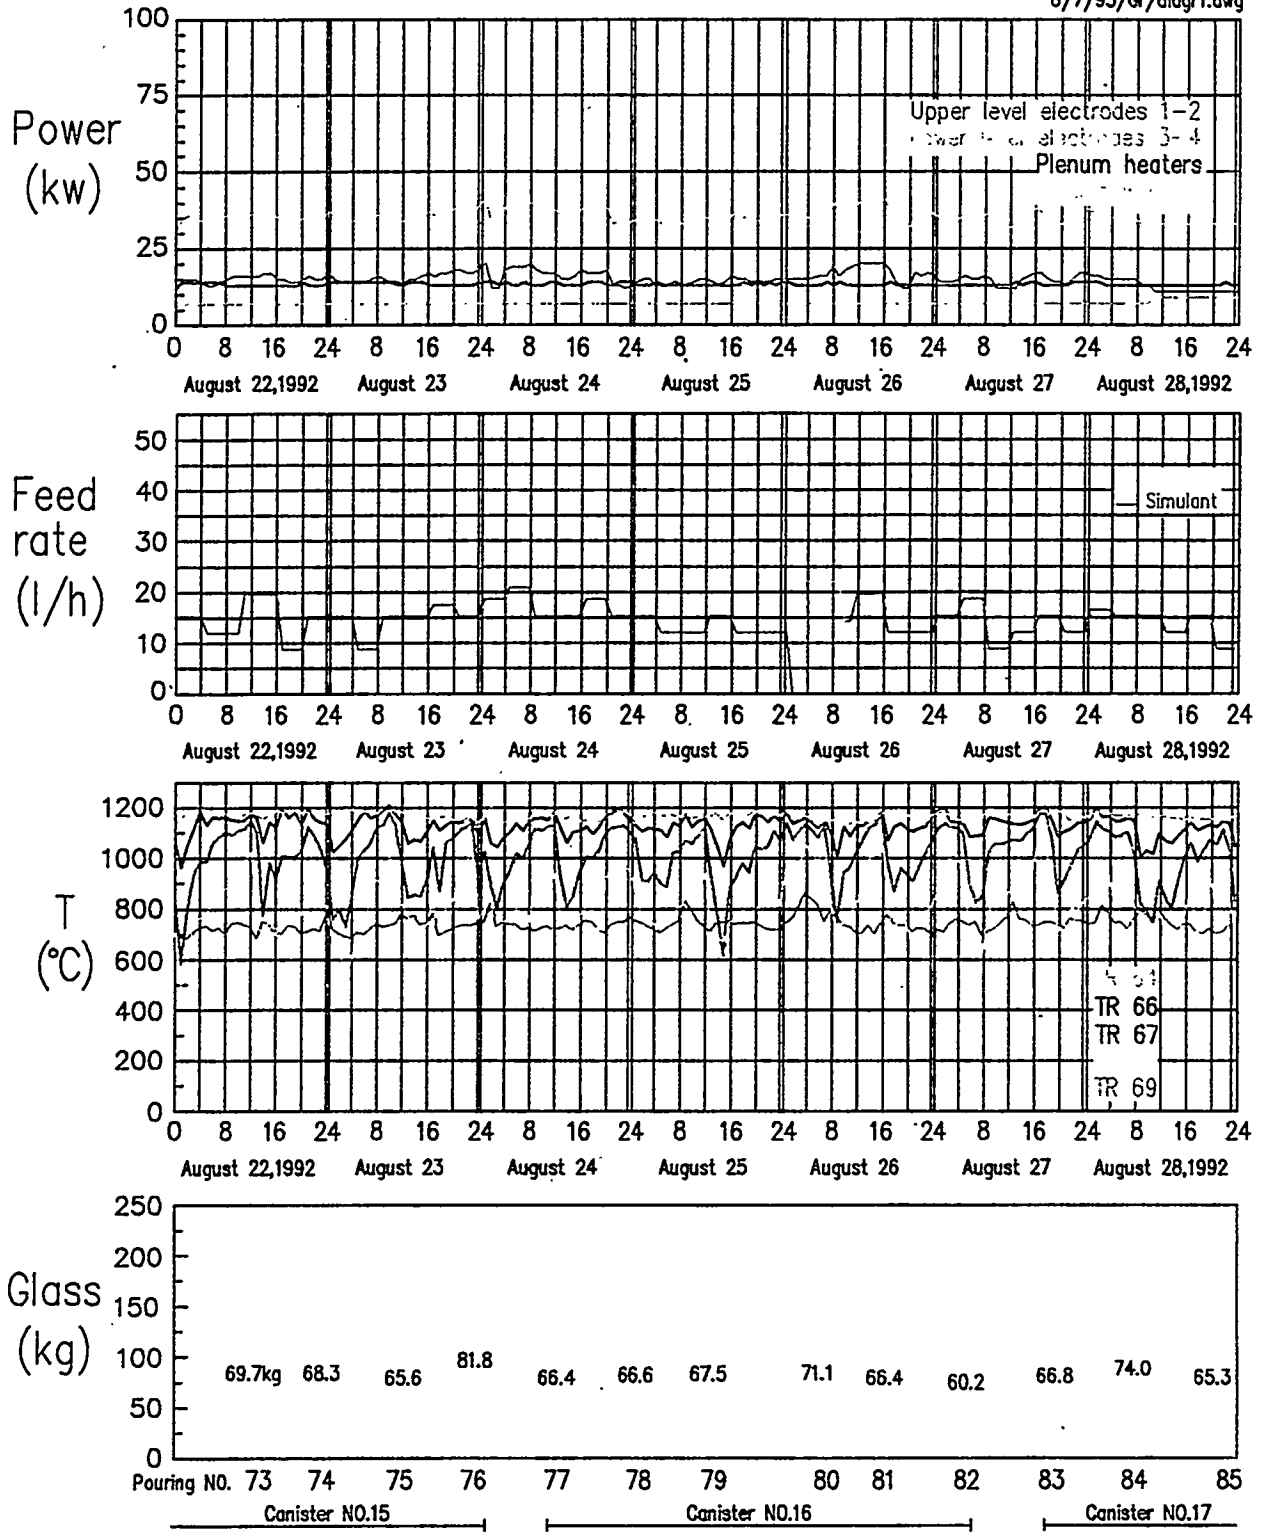 8/7/95/Gr/diagr1.dwg
100
75
50
25
0
Power
(kw)
Upper level electrodes 1-2
electrodes 3-4
Plenum heaters
0 8 16 24 8 16 24 8 16 24 8 16 24 8 16 24 8 16 24 8 16 24
August 22,1992 August 23 August 24 August 25 August 26 August 27 August 28,1992
50
40
30
20
10
0
Feed
rate
(l/h)
Simulant
0 8 16 24 8 16 24 8 16 24 8 16 24 8 16 24 8 16 24 8 16 24
August 22,1992 August 23 August 24 August 25 August 26 August 27 August 28,1992
1200
1000
800
600
400
200
0
T
(°C)
TR 66
TR 67
TR 69
0 8 16 24 8 16 24 8 16 24 8 16 24 8 16 24 8 16 24 8 16 24
August 22,1992 August 23 August 24 August 25 August 26 August 27 August 28,1992
250
200
150
100
50
0
Glass
(kg)
69.7kg 68.3 65.6 81.8 66.4 66.6 67.5 71.1 66.4 60.2 66.8 74.0 65.3
Pouring NO. 73 74 75 76 77 78 79 80 81 82 83 84 85
Canister NO.15 Canister NO.16 Canister NO.17